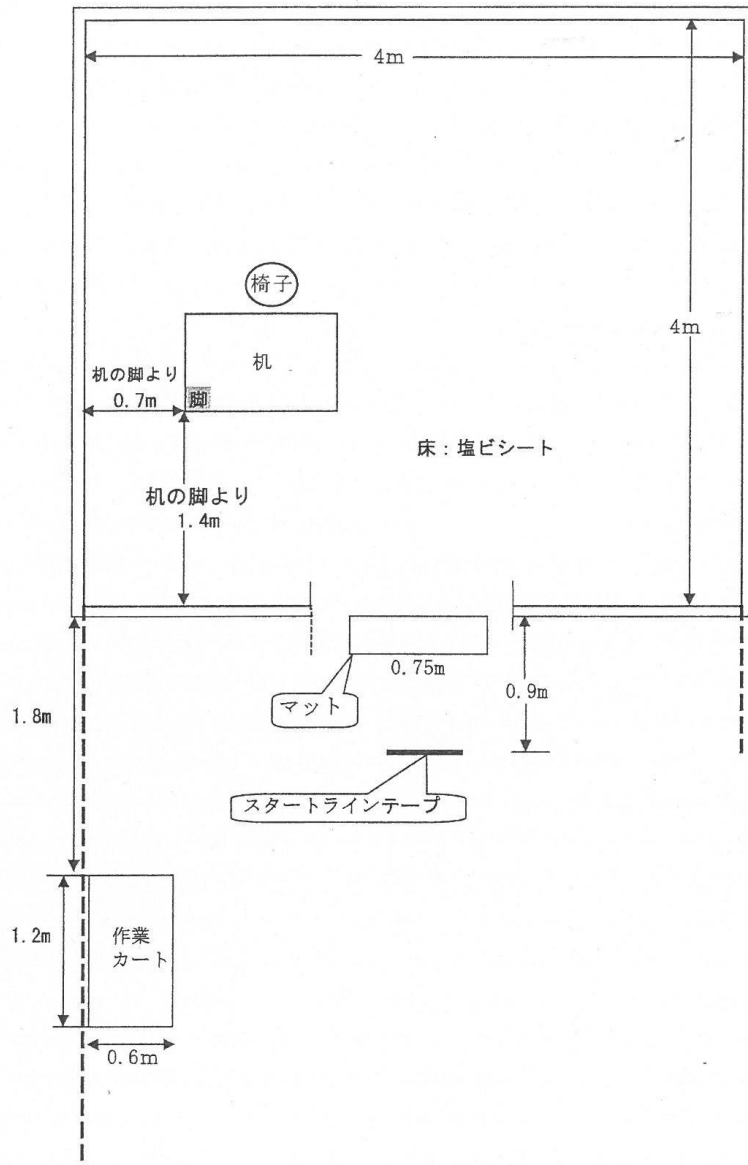 4m
椅子
机
4m
机の脚より
0.7m
脚
床：塩ビシート
机の脚より
1.4m
0.75m
0.9m
マット
1.8m
スタートラインテープ
1.2m
作業
カート
0.6m